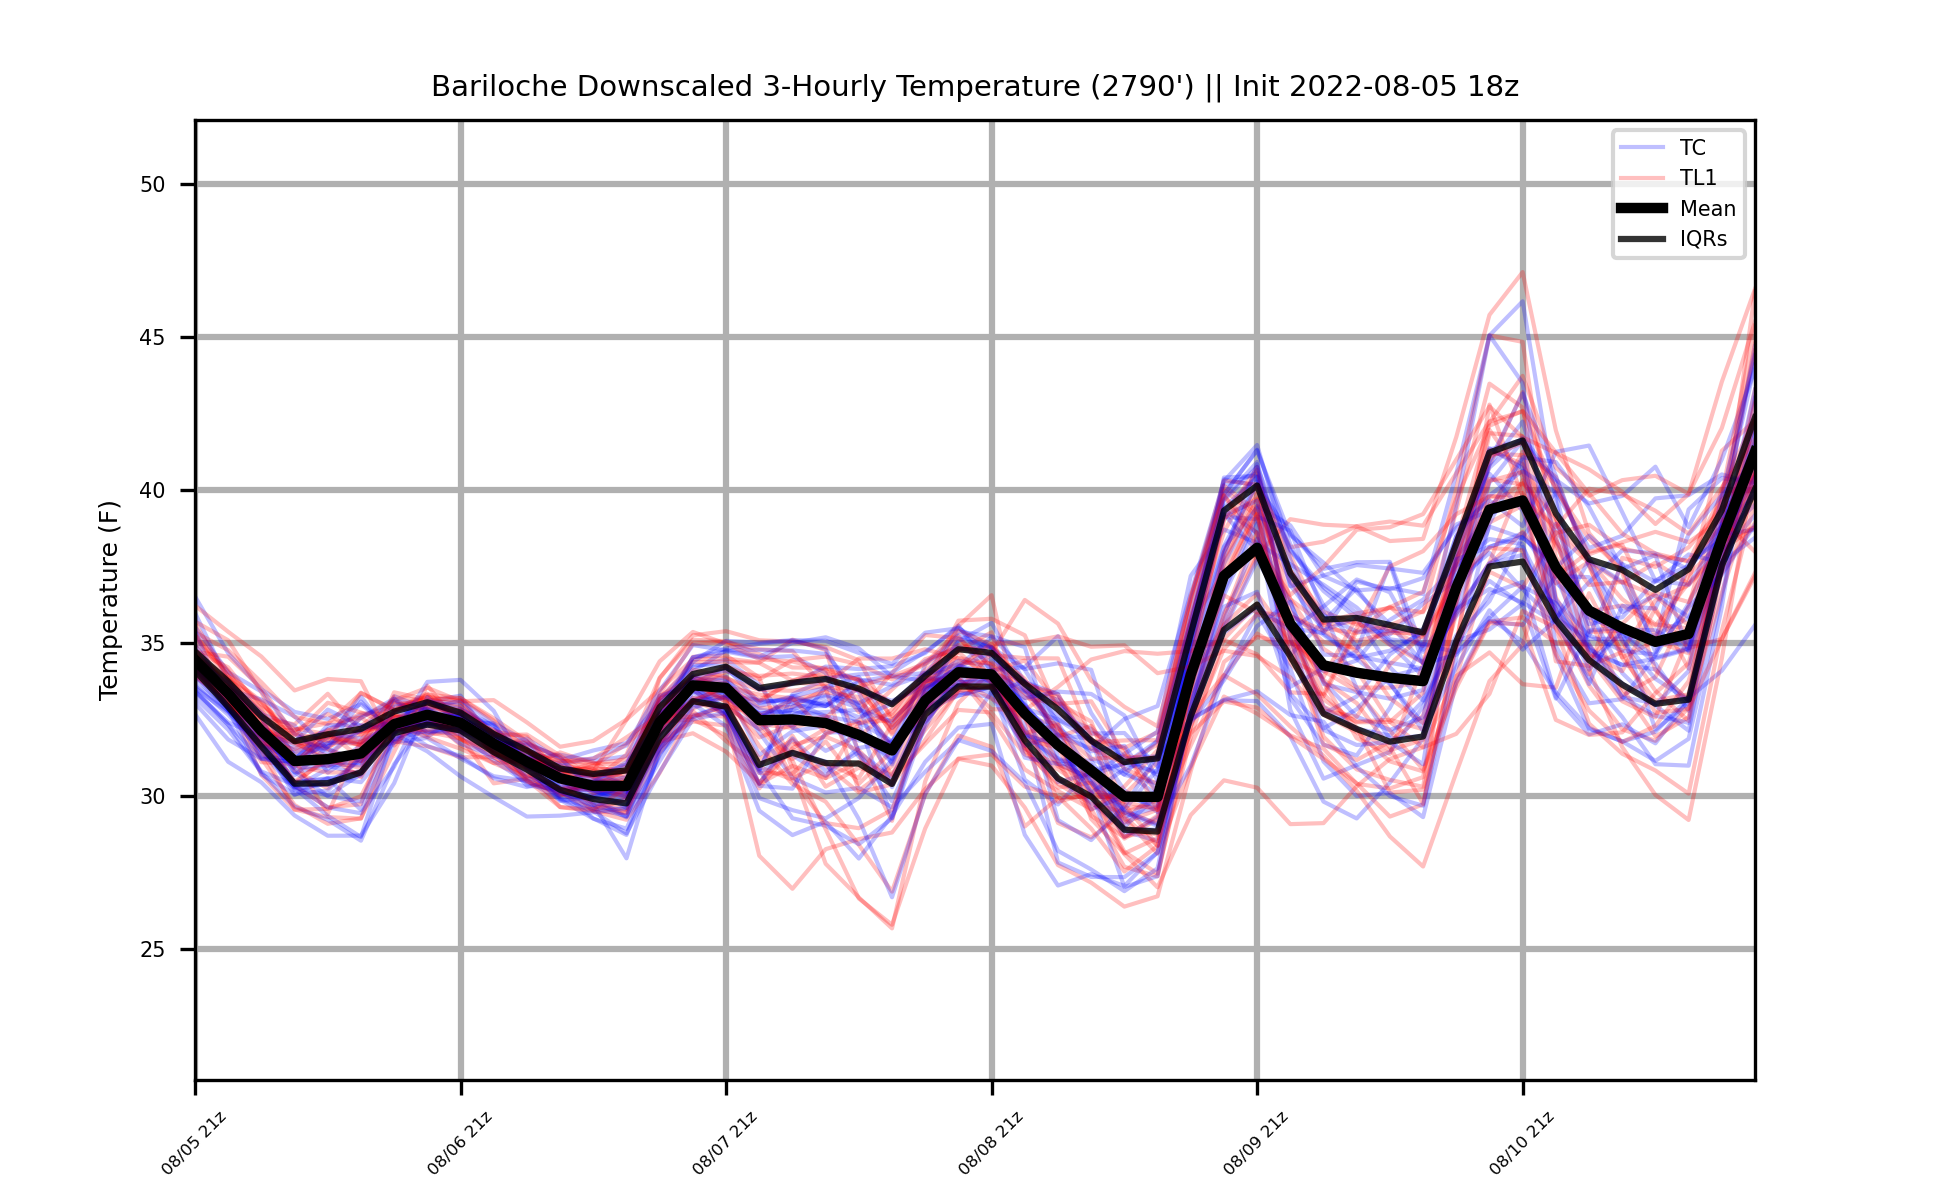 Bariloche Downscaled 3-Hourly Temperature (2790') || Init 2022-08-05 18z
TC
TL1
Mean
IQRs
Temperature (F)
50
45
40
35
30
25
08/05 21z
08/06 21z
08/07 21z
08/08 21z
08/09 21z
08/10 21z